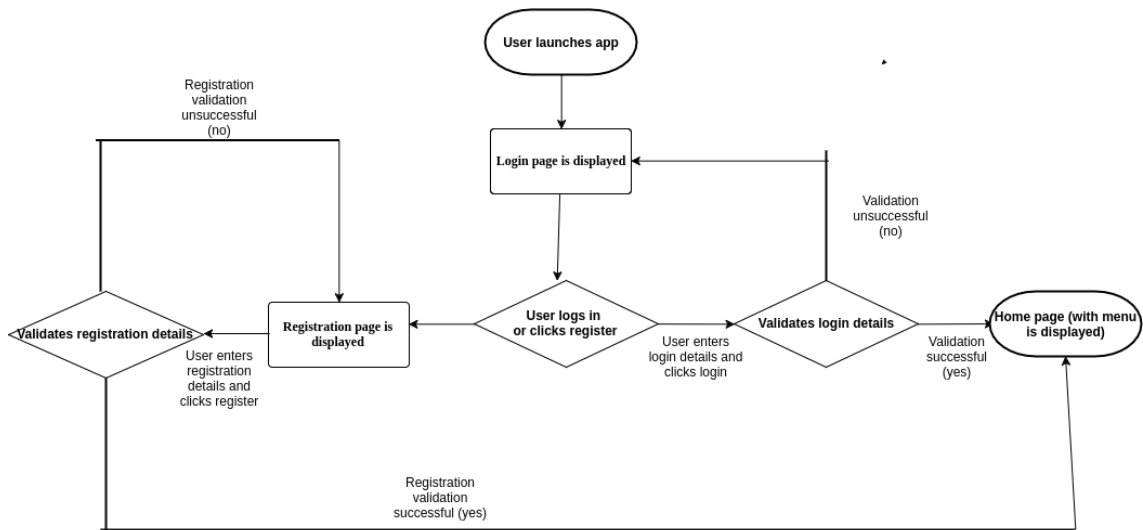 User launches app
Registration
validation
unsuccessful
(no)
Login page is displayed
Validation
unsuccessful
(no)
Validates registration details
Registration page is
displayed
User logs in
or clicks register
Validates login details
Home page (with menu
is displayed)
User enters
registration
details and
clicks register
User enters
login details and
clicks login
Validation
successful
(yes)
Registration
validation
successful (yes)